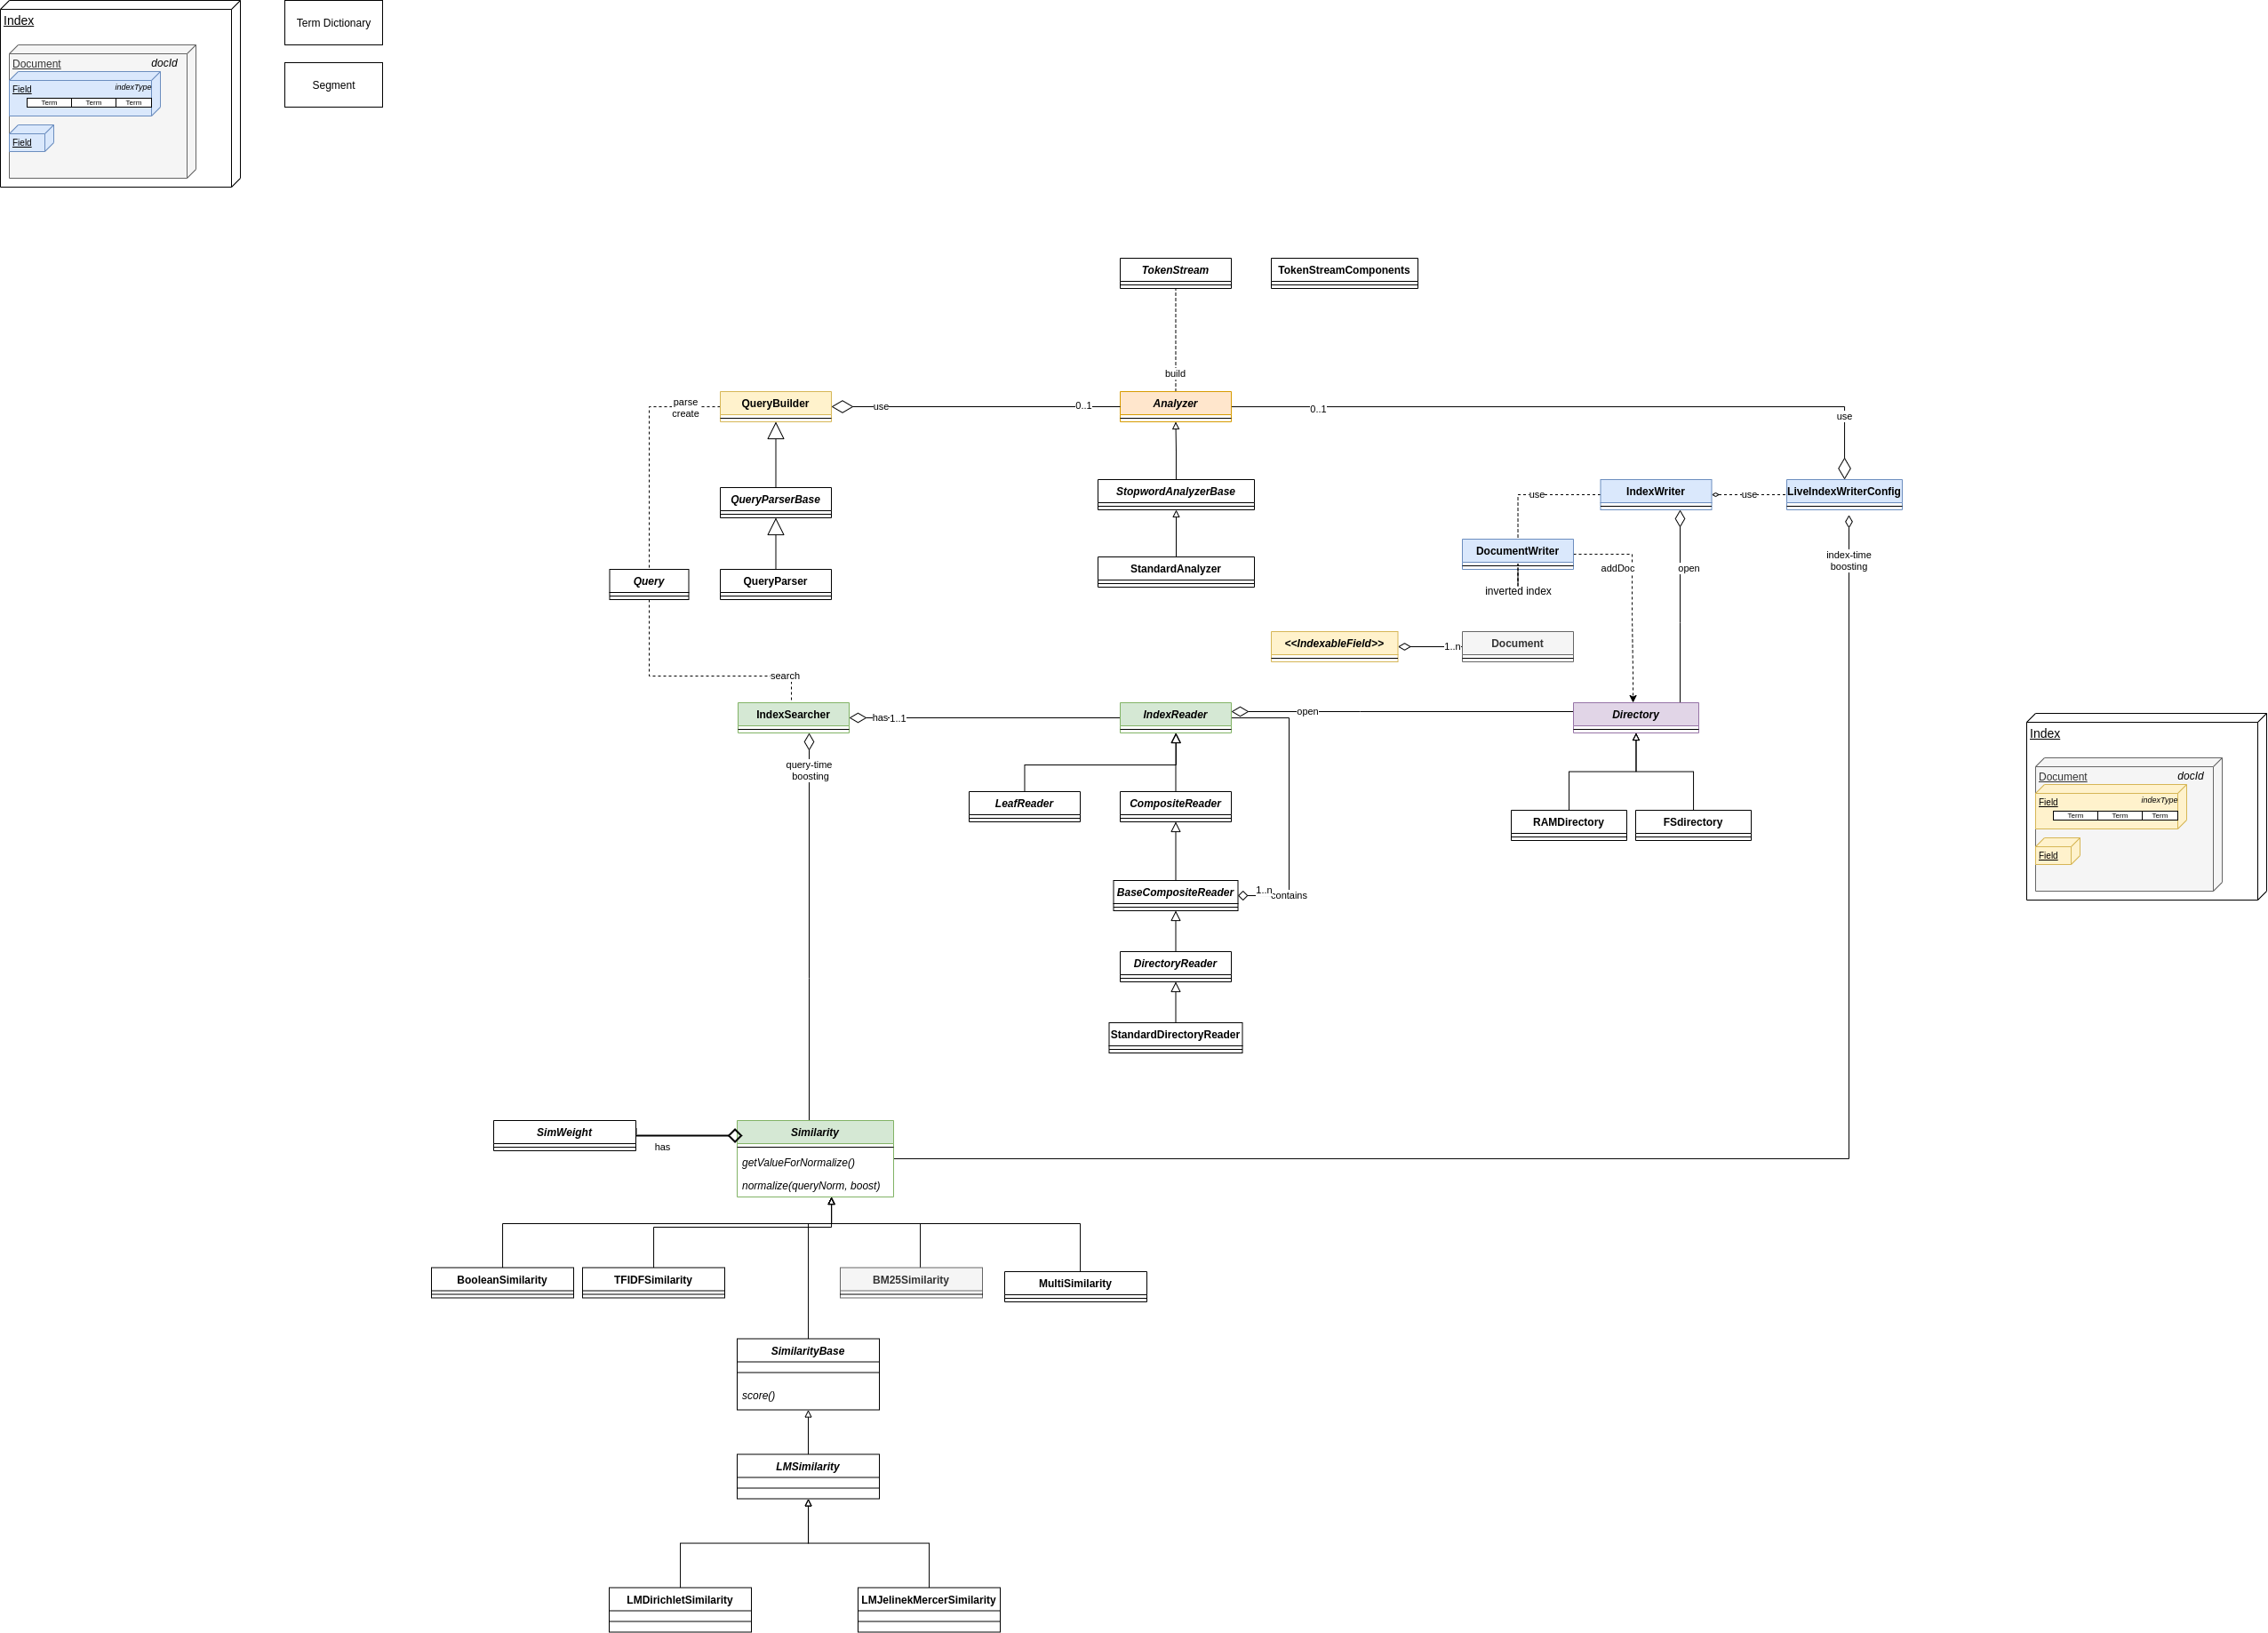 Index
Document
docId
Field
indexType
Term
Term
Term
Field
Term Dictionary
Segment
TokenStream
TokenStreamComponents
build
parse
create
QueryBuilder
use
0..1
Analyzer
0..1
use
QueryParserBase
StopwordAnalyzerBase
IndexWriter
use
LiveIndexWriterConfig
use
DocumentWriter
addDoc
open
index-time
boosting
Query
QueryParser
StandardAnalyzer
inverted index
<<IndexableField>>
1..n
Document
search
IndexSearcher
has
1..1
IndexReader
open
Directory
query-time
boosting
LeafReader
CompositeReader
RAMDirectory
FSdirectory
BaseCompositeReader
1..n
contains
DirectoryReader
StandardDirectoryReader
Index
Document
docId
Field
indexType
Term
Term
Term
Field
SimWeight
has
Similarity
getValueForNormalize()
normalize(queryNorm, boost)
BooleanSimilarity
TFIDFSimilarity
BM25Similarity
MultiSimilarity
SimilarityBase
score()
LMSimilarity
LMDirichletSimilarity
LMJelinekMercerSimilarity